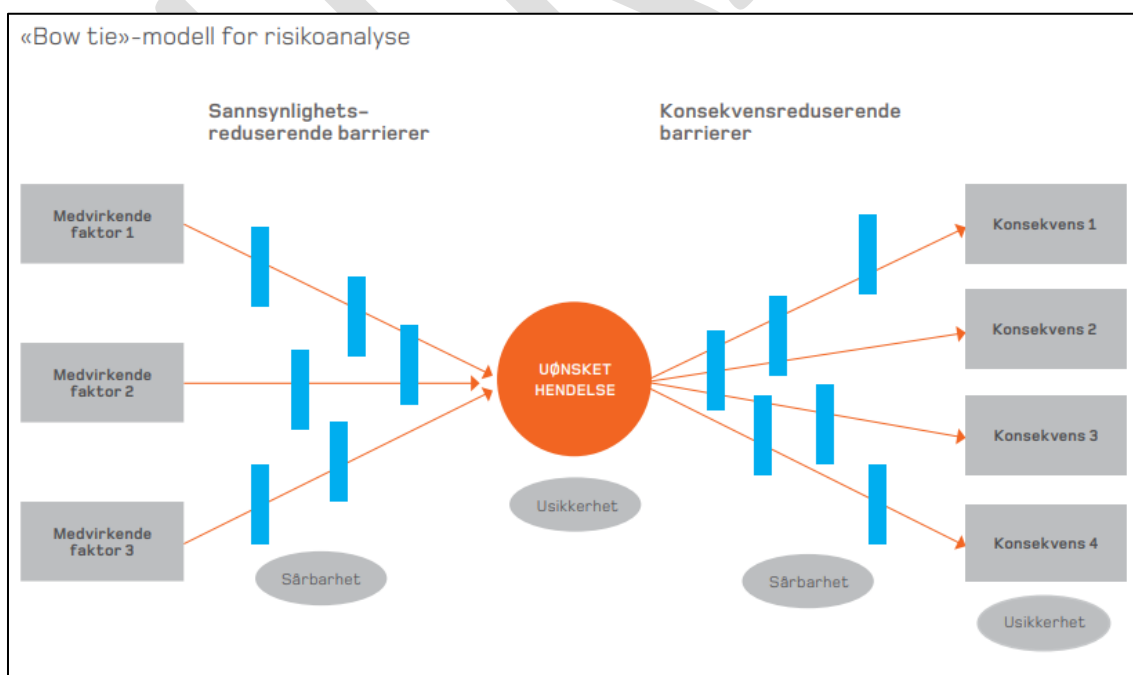 «Bow tie»-modell for risikoanalyse
Sannsynlighets-
reduserende barrierer
Konsekvensreduserende
barrierer
Medvirkende
faktor 1
Medvirkende
faktor 2
Medvirkende
faktor 3
Sårbarhet
UØNSKET
HENDELSE
Usikkerhet
Sårbarhet
Konsekvens 1
Konsekvens 2
Konsekvens 3
Konsekvens 4
Usikkerhet